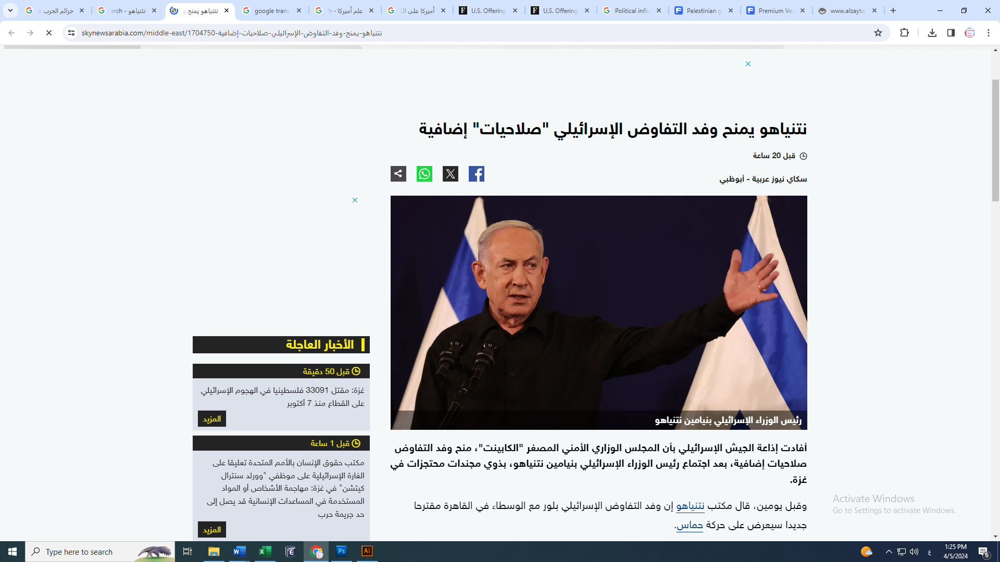 جرائم الحرب
نتنياهو - arch
نتنياهو يمنح و
google trans
علم أميركا - h
أميركا على الـ
U.S. Offering
U.S. Offering
Political influ
Palestinian g
Premium Ve
www.alzayto
skynewsarabia.com/middle-east/1704750-نتنياهو-يمنح-وفد-التفاوض-الإسرائيلي-صلاحيات-إضافية
نتنياهو يمنح وفد التفاوض الإسرائيلي "صلاحيات" إضافية
قبل 20 ساعة
سكاي نيوز عربية - أبوظبي
AFP
رئيس الوزراء الإسرائيلي بنيامين نتنياهو
أفادت إذاعة الجيش الإسرائيلي بأن المجلس الوزاري الأمني المصغر "الكابينت"، منح وفد التفاوض
صلاحيات إضافية، بعد اجتماع رئيس الوزراء الإسرائيلي بنيامين نتنياهو، بذوي مجندات محتجزات في
غزة.
وقبل يومين، قال مكتب نتنياهو إن وفد التفاوض الإسرائيلي بلور مع الوسطاء في القاهرة مقترحا
جديدا سيعرض على حركة حماس.
الأخبار العاجلة
قبل 50 دقيقة
غزة: مقتل 33091 فلسطينيا في الهجوم الإسرائيلي
على القطاع منذ 7 أكتوبر
المزيد
قبل 1 ساعة
مكتب حقوق الإنسان بالأمم المتحدة تعليقا على
الغارة الإسرائيلية على موظفي "وورلد سنترال
كيتشن" في غزة: مهاجمة الأشخاص أو المواد
المستخدمة في المساعدات الإنسانية قد يصل إلى
حد جريمة حرب
المزيد
Activate Windows
Go to Settings to activate Windows.
Type here to search
ع
1:25 PM
4/5/2024
6